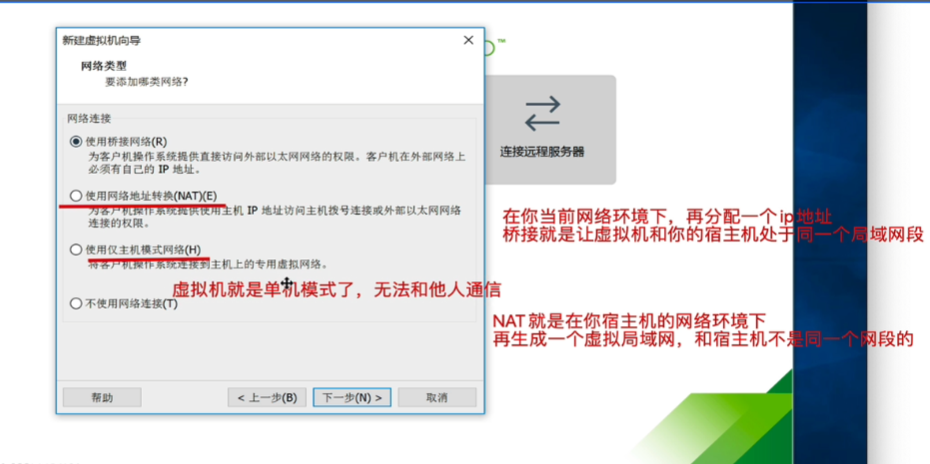 新建虚拟机向导
网络类型
要添加哪类网络?
网络连接
使用桥接网络(R)
为客户机操作系统提供直接访问外部以太网网络的权限。客户机在外部网络上
必须有自己的 IP 地址。
使用网络地址转换(NAT)(E)
为客户机操作系统提供使用主机 IP 地址访问主机拨号连接或外部以太网网络
连接的权限。
使用仅主机模式网络(H)
将客户机操作系统连接到主机上的专用虚拟网络。
虚拟机就是单机模式了，无法和他人通信
不使用网络连接(T)
帮助
< 上一步(B)
下一步(N) >
取消
™
连接远程服务器
在你当前网络环境下，再分配一个ip地址
桥接就是让虚拟机和你的宿主机处于同一个局域网段
NAT就是在你宿主机的网络环境下
再生成一个虚拟局域网，和宿主机不是同一个网段的